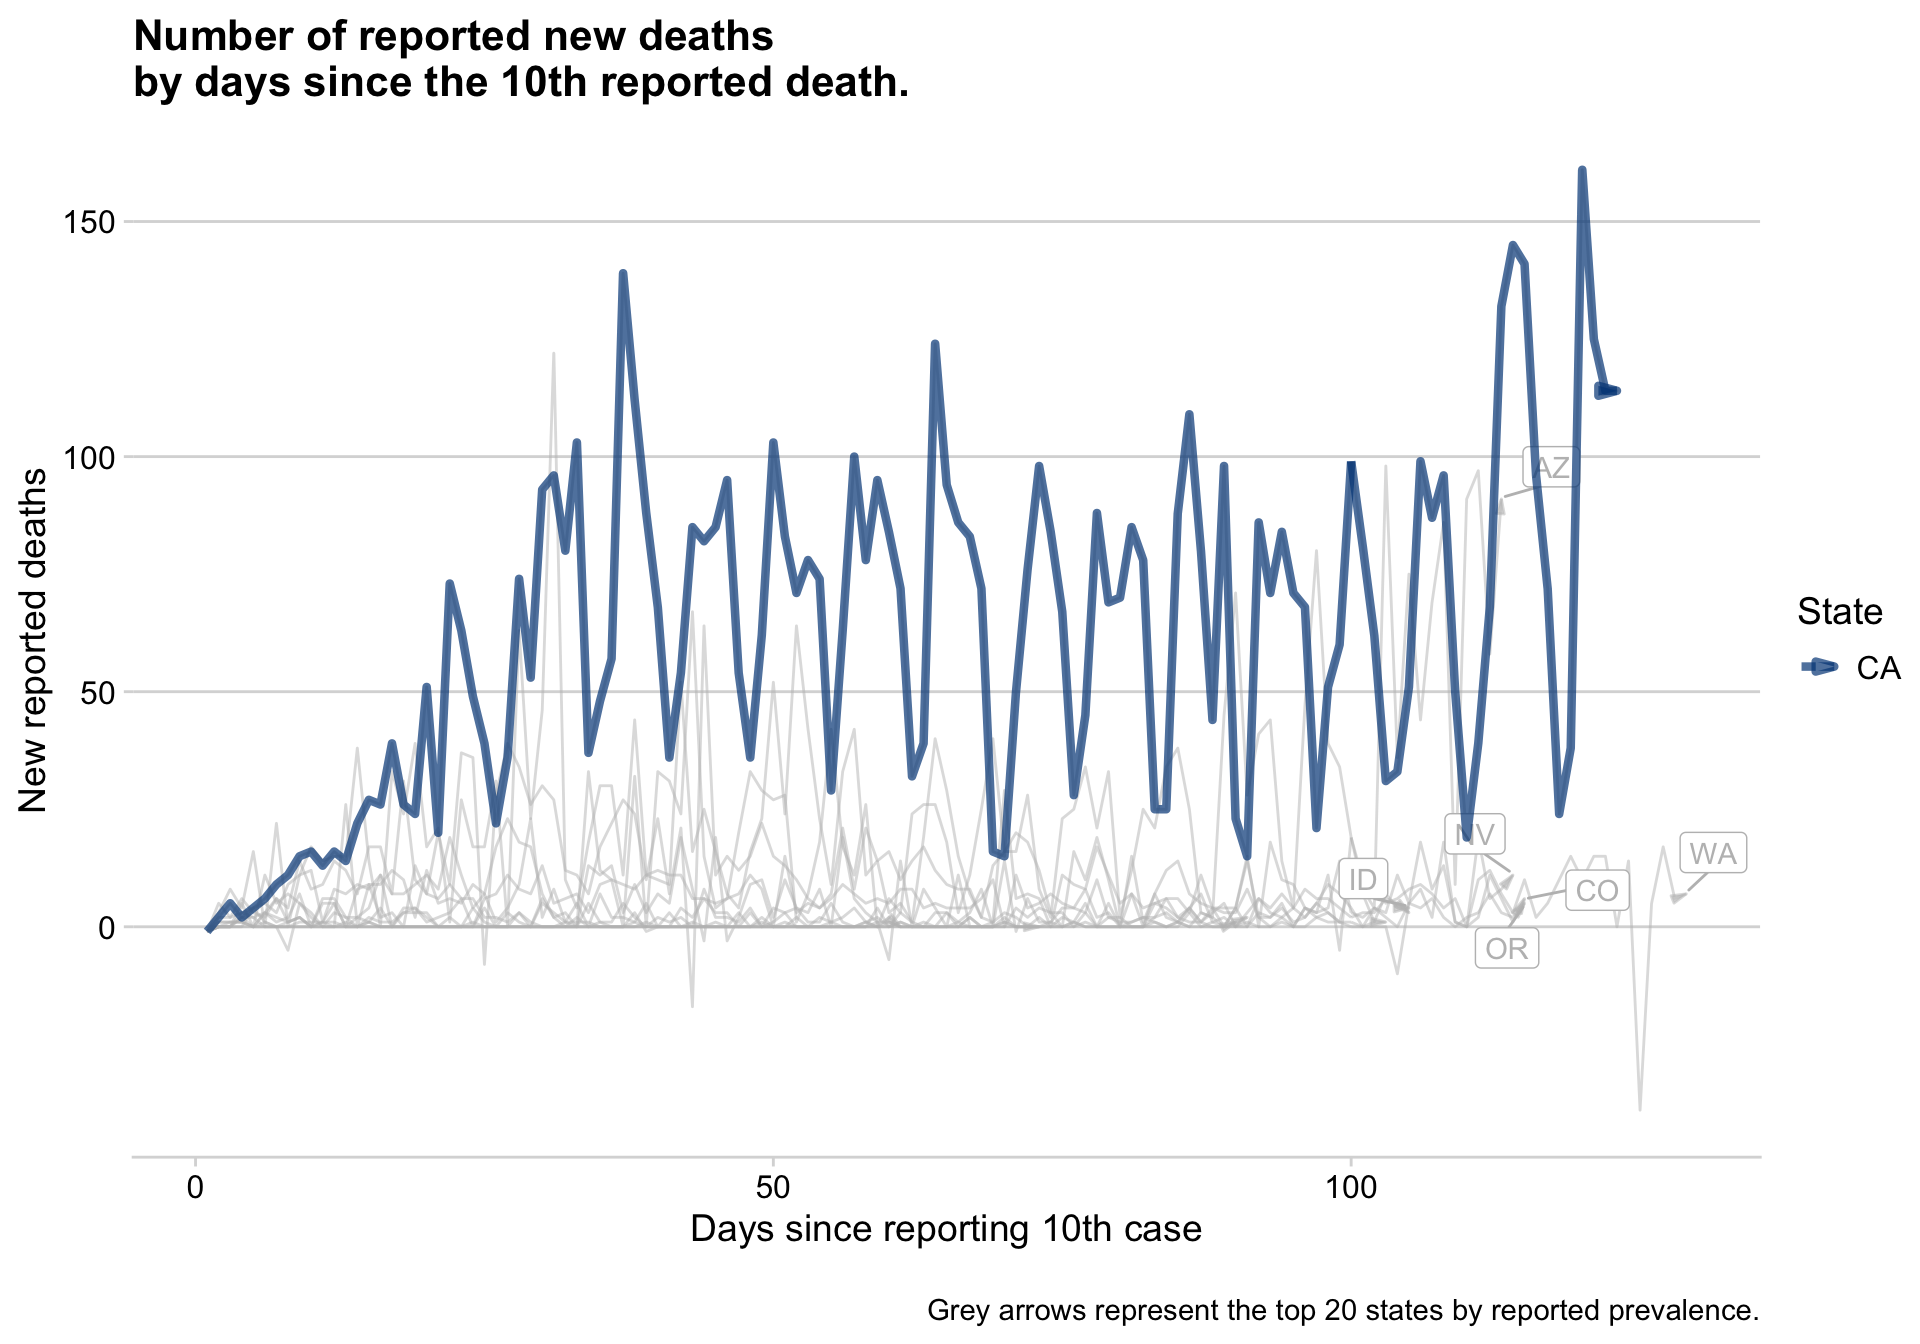 Number of reported new deaths
by days since the 10th reported death.
New reported deaths
150
100
50
0
AZ
NV
ID
CO
WA
OR
State
CA
0
50
100
Days since reporting 10th case
Grey arrows represent the top 20 states by reported prevalence.